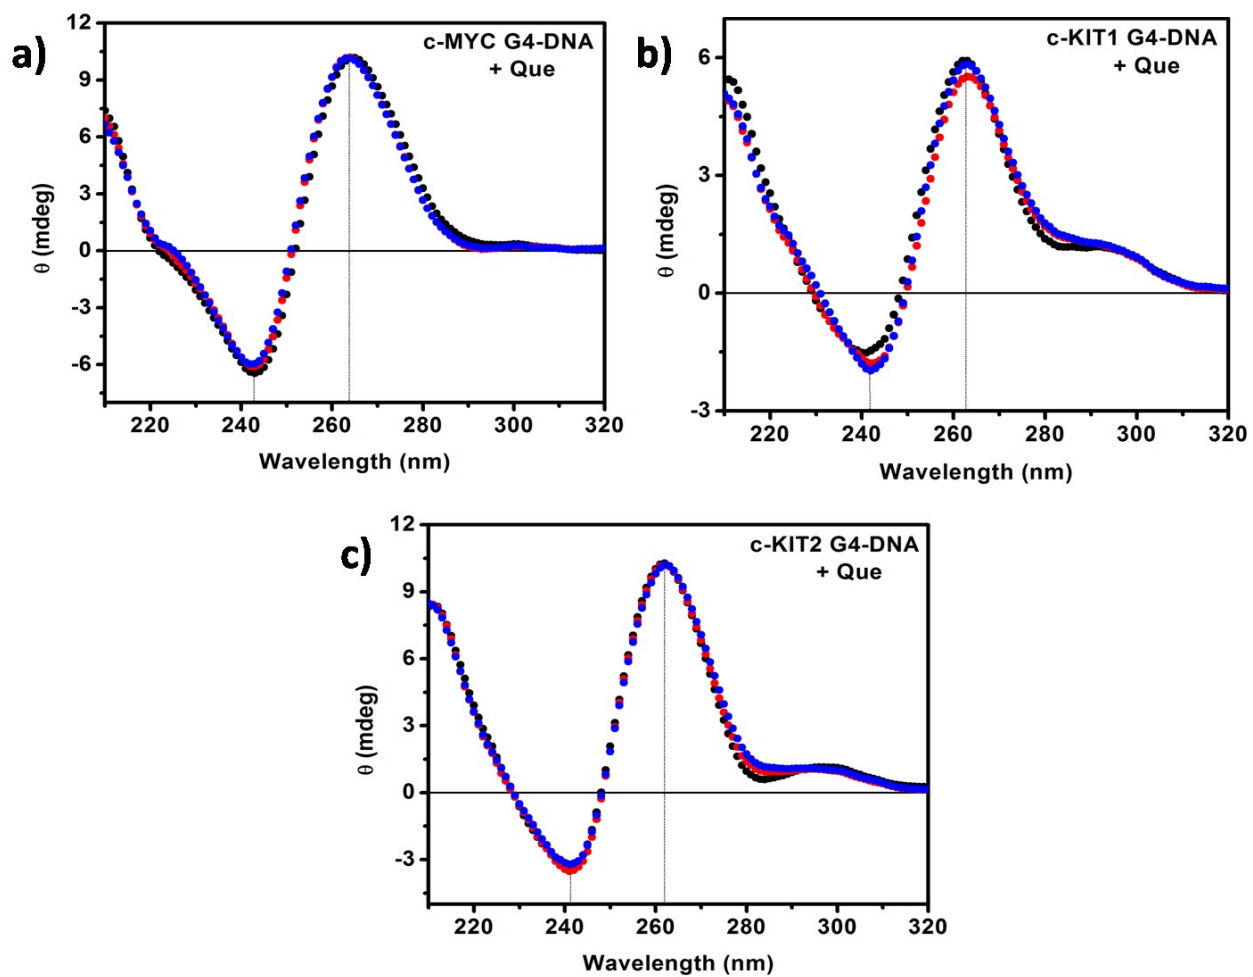 a)
c-MYC G4-DNA
+ Que
12
9
6
3
0
-3
-6
θ (mdeg)
220 240 260 280 300 320
Wavelength (nm)
b)
c-KIT1 G4-DNA
+ Que
6
3
0
-3
θ (mdeg)
220 240 260 280 300 320
Wavelength (nm)
c)
c-KIT2 G4-DNA
+ Que
12
9
6
3
0
-3
θ (mdeg)
220 240 260 280 300 320
Wavelength (nm)